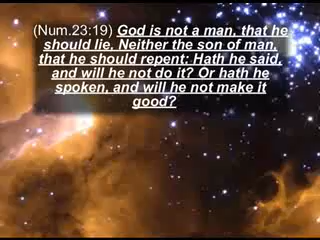 (Num.23:19) God is not a man, that he
should lie, Neither the son of man,
that he should repent: Hath he said,
and will he not do it? Or hath he
spoken, and will he not make it
good?